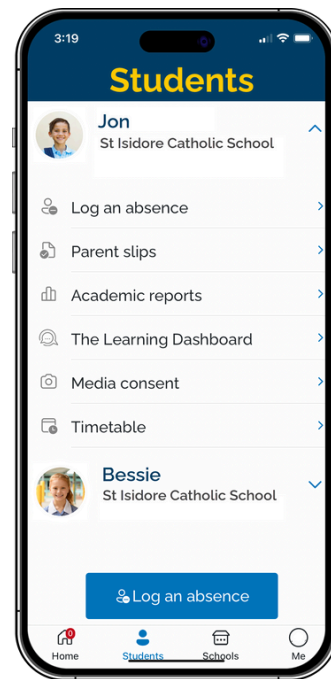 3:19
Students
Jon
St Isidore Catholic School
Log an absence
Parent slips
Academic reports
The Learning Dashboard
Media consent
Timetable
Bessie
St Isidore Catholic School
Log an absence
0
Home
Students
Schools
Me